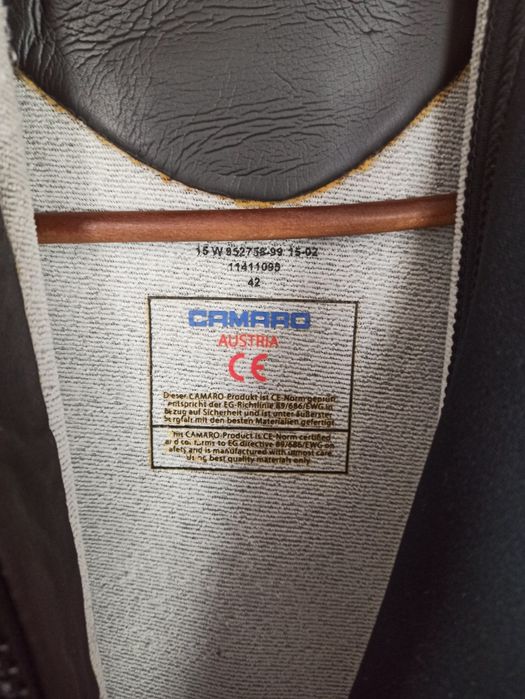 15 W 952738-99 15-02
11411095
42
CAMARO
AUSTRIA
CE
Dieser CAMARO-Produkt ist CE-Norm geprüft
entspricht der EG-Richtlinie 89/686/EWG in
Bezug auf Sicherheit und ist unter äußerster
Sorgfalt mit den besten Materialien gefertigt.
This CAMARO-Product is CE-Norm certified
and conforms to EG directive 89/686/EWG on
safety and is manufactured with utmost care
using best quality materials only